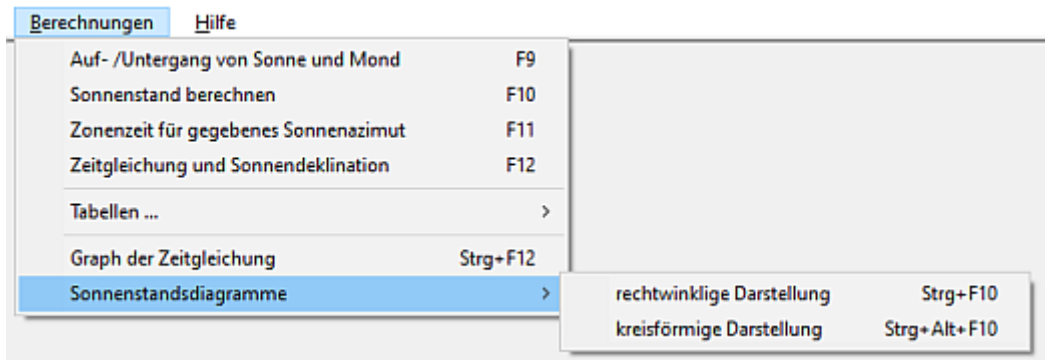 Berechnungen Hilfe
Auf- /Untergang von Sonne und Mond F9
Sonnenstand berechnen F10
Zonenzeit für gegebenes Sonnenazimut F11
Zeitgleichung und Sonnendeklination F12
Tabellen ... >
Graph der Zeitgleichung Strg+F12
Sonnenstandsdiagramme >
rechtwinklige Darstellung Strg+F10
kreisförmige Darstellung Strg+Alt+F10